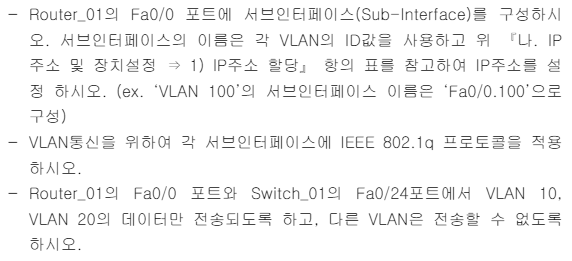 - Router_01의 Fa0/0 포트에 서브인터페이스(Sub-Interface)를 구성하시
오. 서브인터페이스의 이름은 각 VLAN의 ID값을 사용하고 위 『나. IP
주소 및 장치설정 ⇒ 1) IP주소 할당』 항의 표를 참고하여 IP주소를 설
정 하시오. (ex. ‘VLAN 100’의 서브인터페이스 이름은 ‘Fa0/0.100’으로
구성)
- VLAN통신을 위하여 각 서브인터페이스에 IEEE 802.1q 프로토콜을 적용
하시오.
- Router_01의 Fa0/0 포트와 Switch_01의 Fa0/24포트에서 VLAN 10,
VLAN 20의 데이터만 전송되도록 하고, 다른 VLAN은 전송할 수 없도록
하시오.